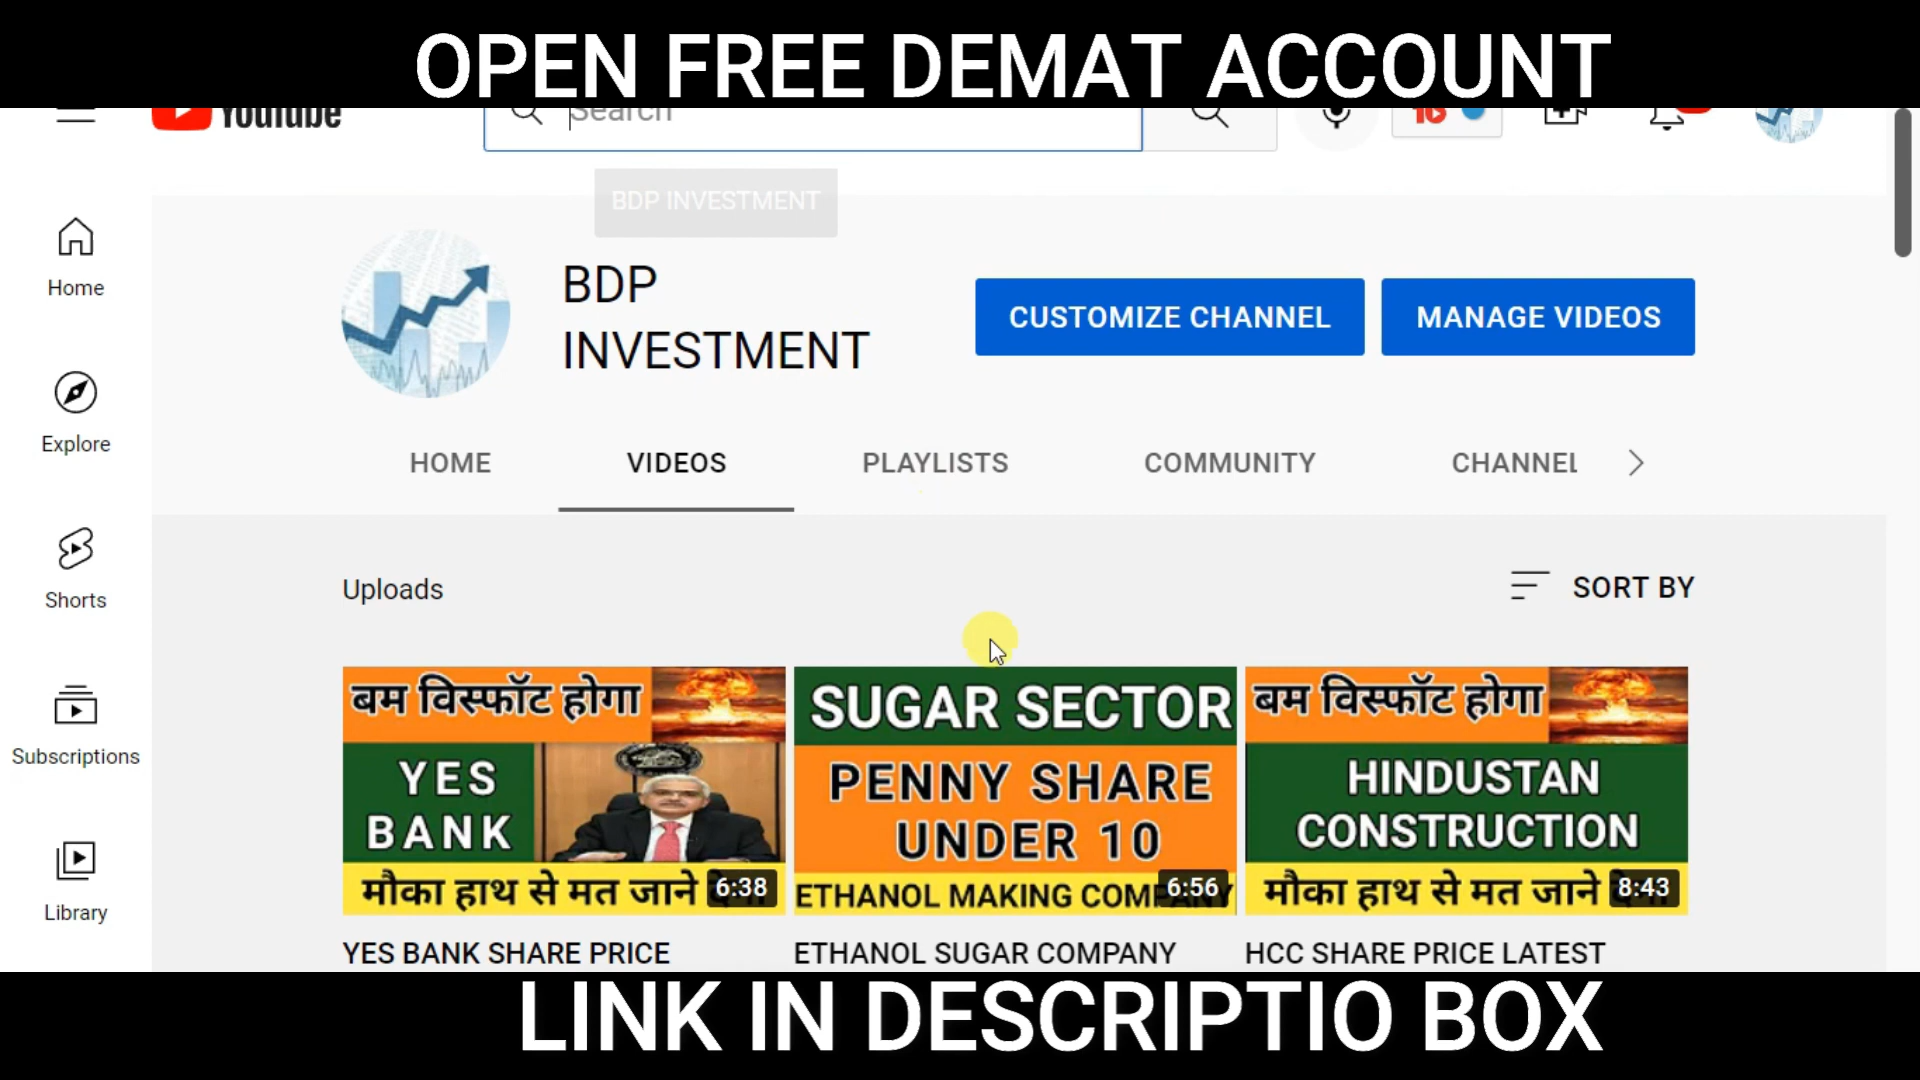 OPEN FREE DEMAT ACCOUNT
YouTube
Search
BDP INVESTMENT
Home
BDP
INVESTMENT
CUSTOMIZE CHANNEL
MANAGE VIDEOS
Explore
HOME
VIDEOS
PLAYLISTS
COMMUNITY
CHANNEL
Shorts
Uploads
SORT BY
Subscriptions
बम विस्फॉट होगा
YES
BANK
मौका हाथ से मत जाने
6:38
SUGAR SECTOR
PENNY SHARE
UNDER 10
ETHANOL MAKING COMPANY
6:56
बम विस्फॉट होगा
HINDUSTAN
CONSTRUCTION
मौका हाथ से मत जाने
8:43
Library
YES BANK SHARE PRICE
ETHANOL SUGAR COMPANY
HCC SHARE PRICE LATEST
LINK IN DESCRIPTIO BOX